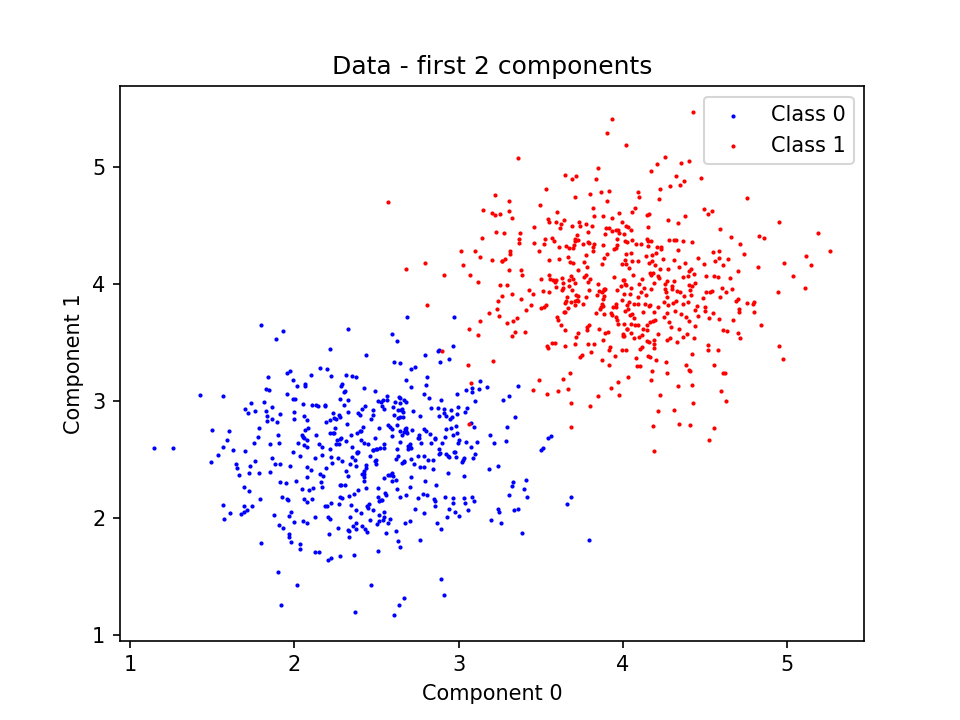 Data - first 2 components
Class 0
Class 1
5
4
3
2
1
Component 1
1 2 3 4 5
Component 0